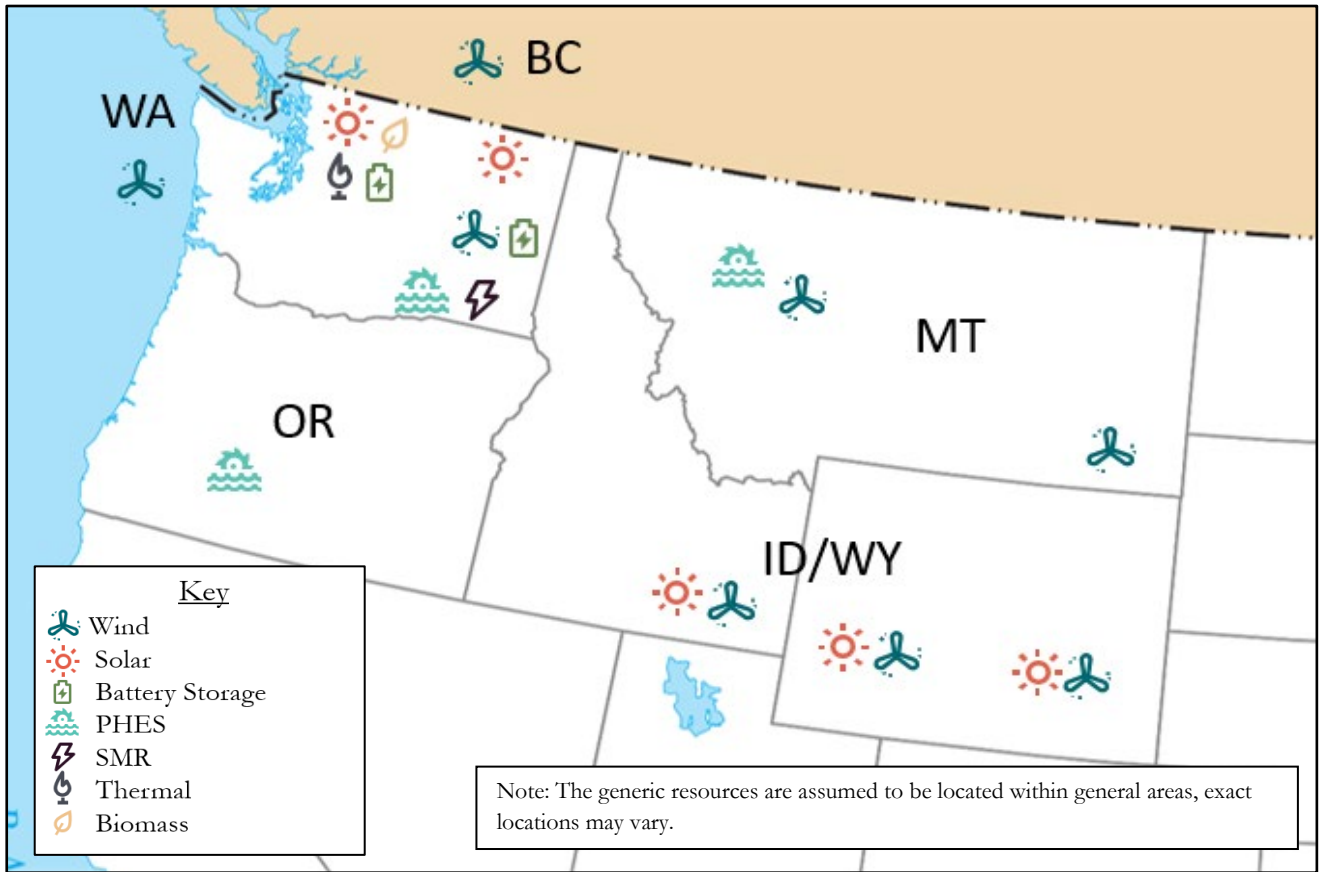 BC
WA
MT
OR
ID/WY
Key
Wind
Solar
Battery Storage
PHES
SMR
Thermal
Biomass
Note: The generic resources are assumed to be located within general areas, exact
locations may vary.